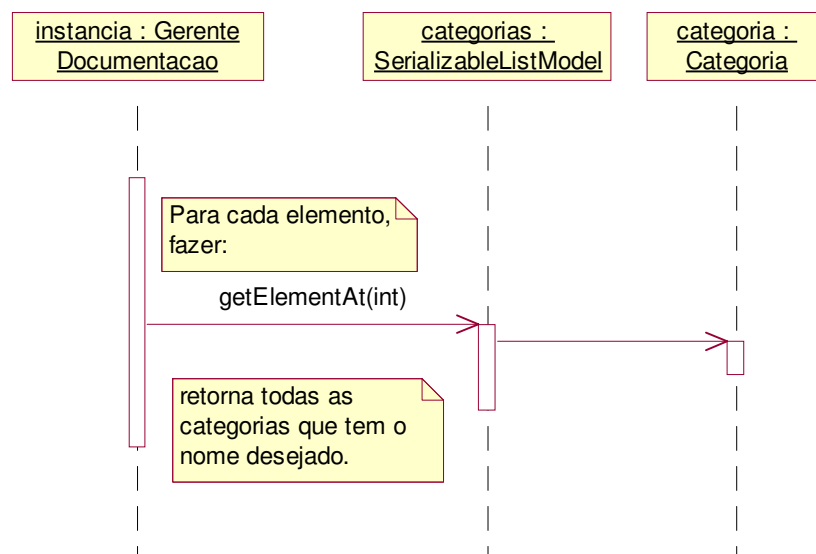 instancia : Gerente
Documentacao
categorias :
SerializableListModel
categoria :
Categoria
Para cada elemento,
fazer:
getElementAt(int)
retorna todas as
categorias que tem o
nome desejado.